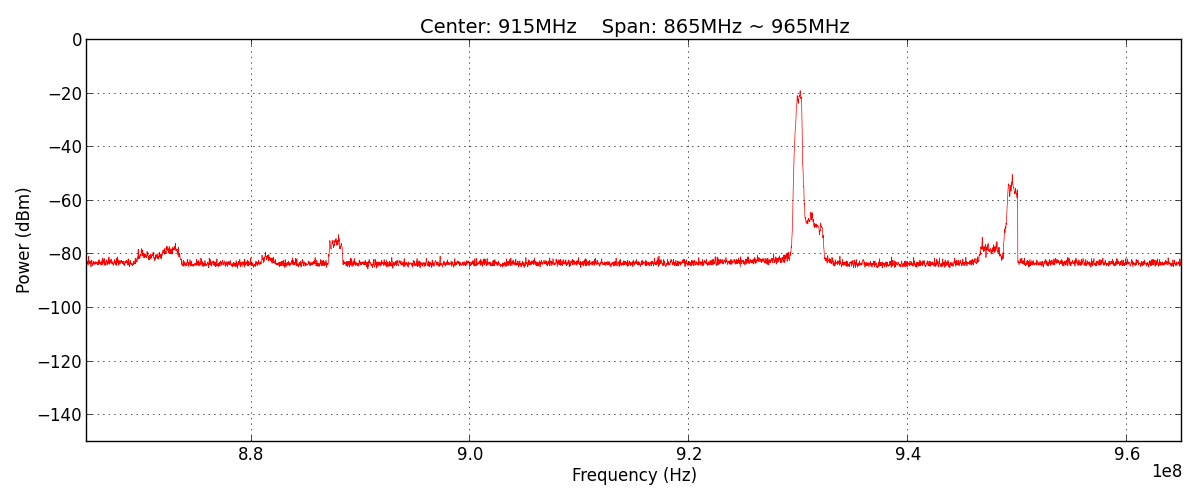 Center: 915MHz    Span: 865MHz ~ 965MHz
0
−20
−40
−60
−80
−100
−120
−140
Power (dBm)
8.8 9.0 9.2 9.4 9.6
1e8
Frequency (Hz)